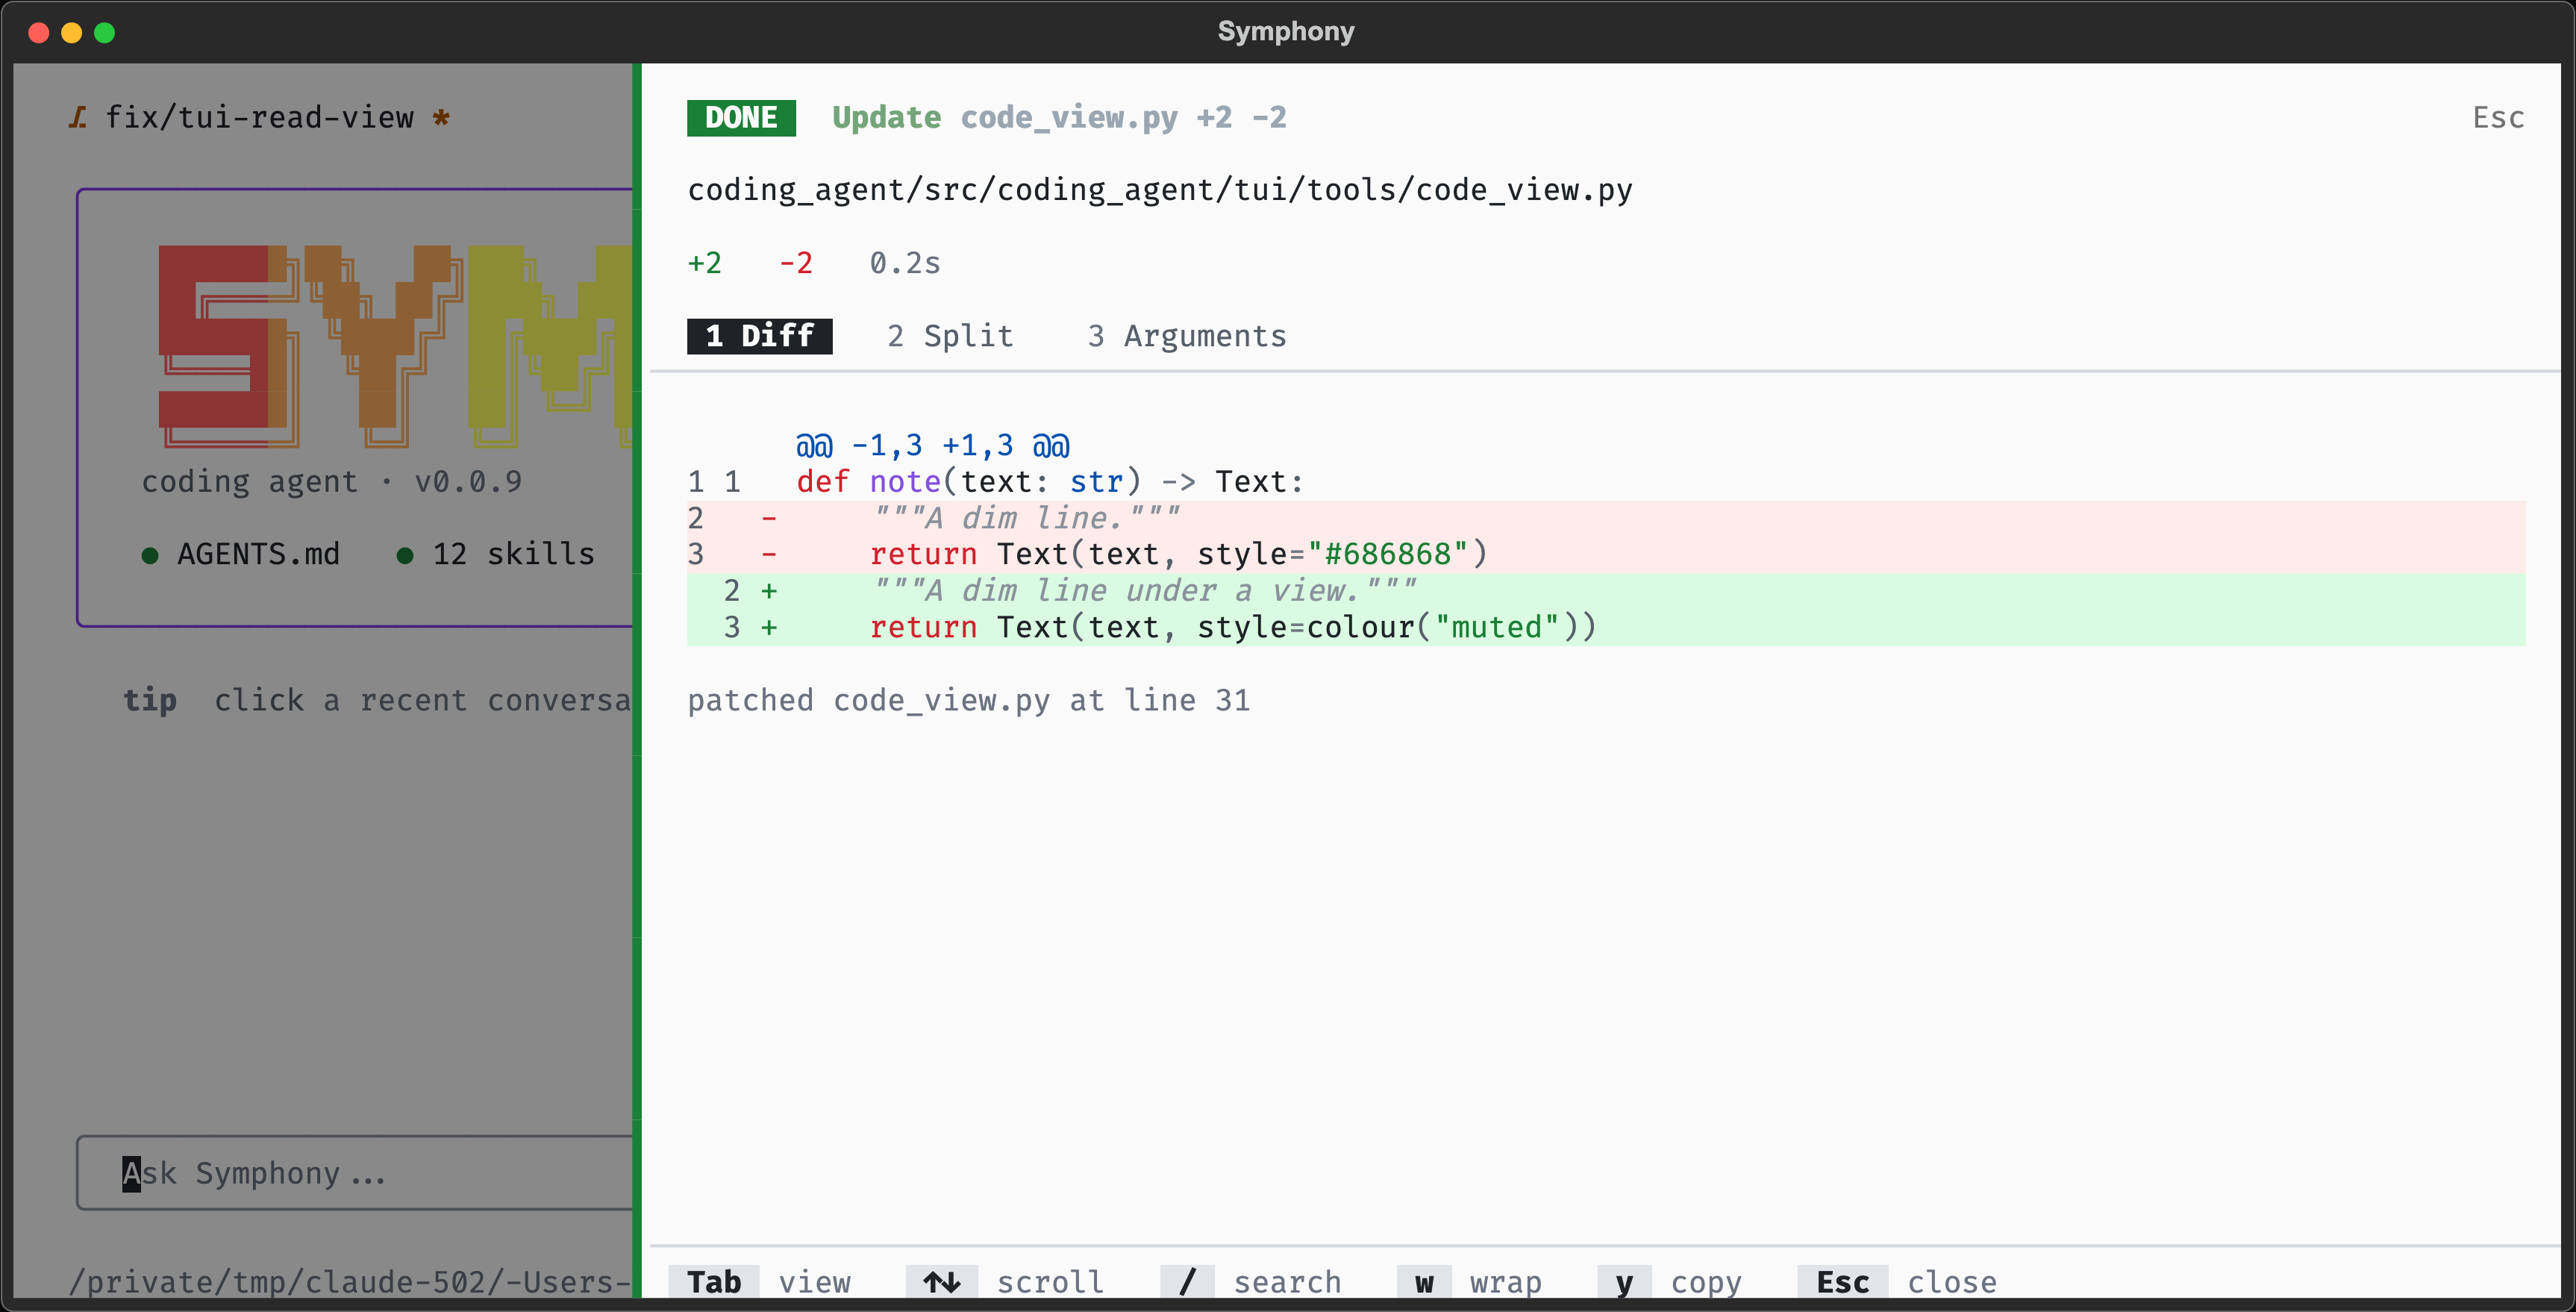 Symphony
fix/tui-read-view *
SYM
coding agent · v0.0.9
● AGENTS.md ● 12 skills
tip click a recent conversa
Ask Symphony...
/private/tmp/claude-502/-Users-
DONE Update code_view.py +2 -2 Esc
coding_agent/src/coding_agent/tui/tools/code_view.py
+2 -2 0.2s
1 Diff 2 Split 3 Arguments
@@ -1,3 +1,3 @@
1 1 def note(text: str) -> Text:
2 - """A dim line."""
3 - return Text(text, style="#686868")
2 + """A dim line under a view."""
3 + return Text(text, style=colour("muted"))
patched code_view.py at line 31
Tab view ↑↓ scroll / search w wrap y copy Esc close